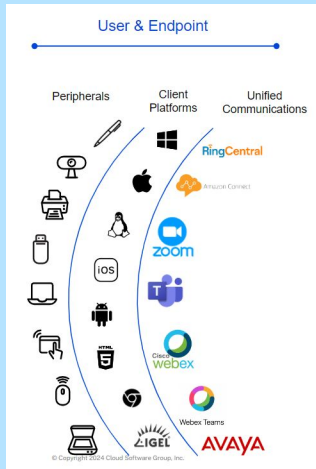 User & Endpoint
Peripherals
Client
Platforms
Unified
Communications
RingCentral
Amazon Connect
zoom
T
iOS
HTML
5
Cisco
webex
Webex Teams
IGEL
AVAYA
© Copyright 2024 Cloud Software Group, Inc.